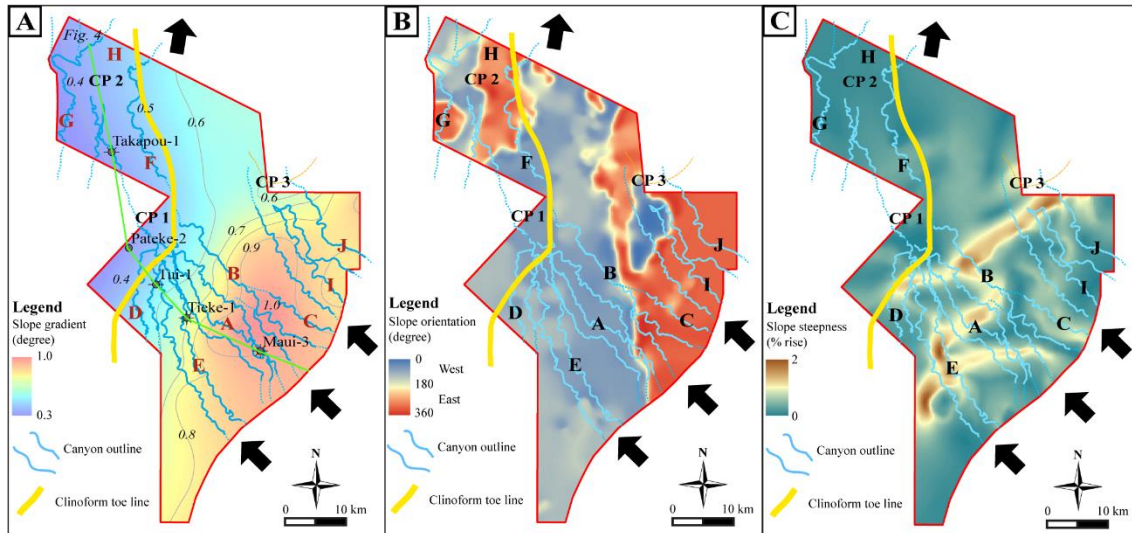 A
Fig. 4
H
0.4
CP 2
0.5
0.6
G
Takapou-1
F
CP 3
0.6
CP 1
0.7
J
Pateke-2
0.9
B
0.4
Tui-1
I
1.0
D
Tieke-1
A
C
Maui-3
E
0.8
Legend
Slope gradient
(degree)
1.0
0.3
Canyon outline
Clinoform toe line
N
0 10 km
B
H
CP 2
G
F
CP 3
CP 1
J
B
I
D
A
C
E
Legend
Slope orientation
(degree)
0
West
180
East
360
Canyon outline
Clinoform toe line
N
0 10 km
C
H
CP 2
G
F
CP 3
CP 1
J
B
I
D
A
C
E
Legend
Slope steepness
(% rise)
2
0
Canyon outline
Clinoform toe line
N
0 10 km